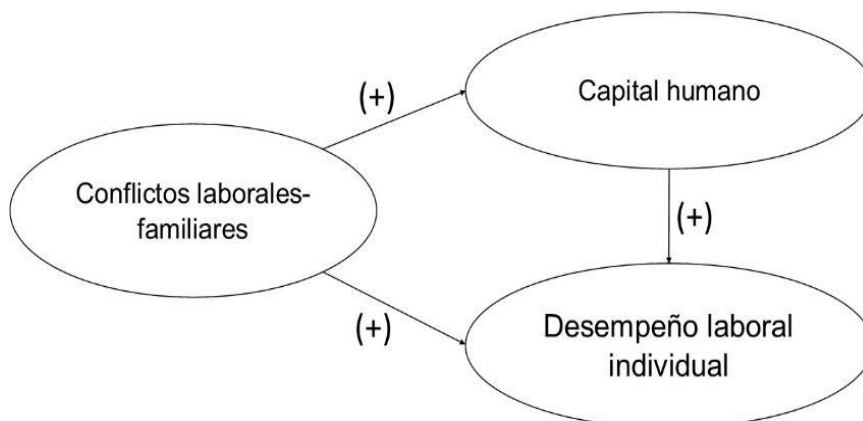 Capital humano
(+)
Conflictos laborales-
familiares
(+)
(+)
Desempeño laboral
individual